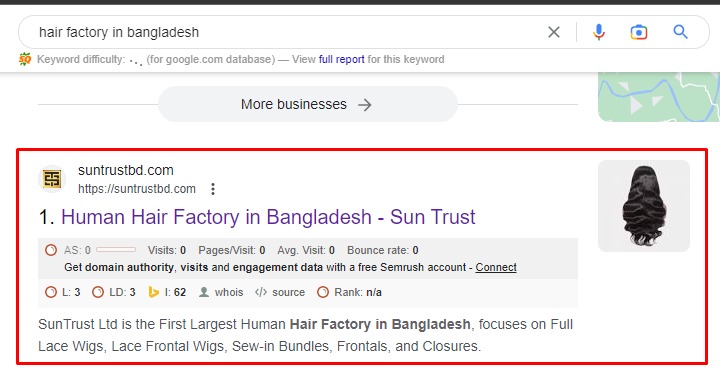 hair factory in bangladesh
Keyword difficulty: . . (for google.com database) — View full report for this keyword
More businesses
suntrustbd.com
https://suntrustbd.com
1. Human Hair Factory in Bangladesh - Sun Trust
AS: 0 Visits: 0 Pages/Visit: 0 Avg. Visit: 0 Bounce rate: 0
Get domain authority, visits and engagement data with a free Semrush account - Connect
L: 3 LD: 3 I: 62 whois </> source Rank: n/a
SunTrust Ltd is the First Largest Human Hair Factory in Bangladesh, focuses on Full
Lace Wigs, Lace Frontal Wigs, Sew-in Bundles, Frontals, and Closures.